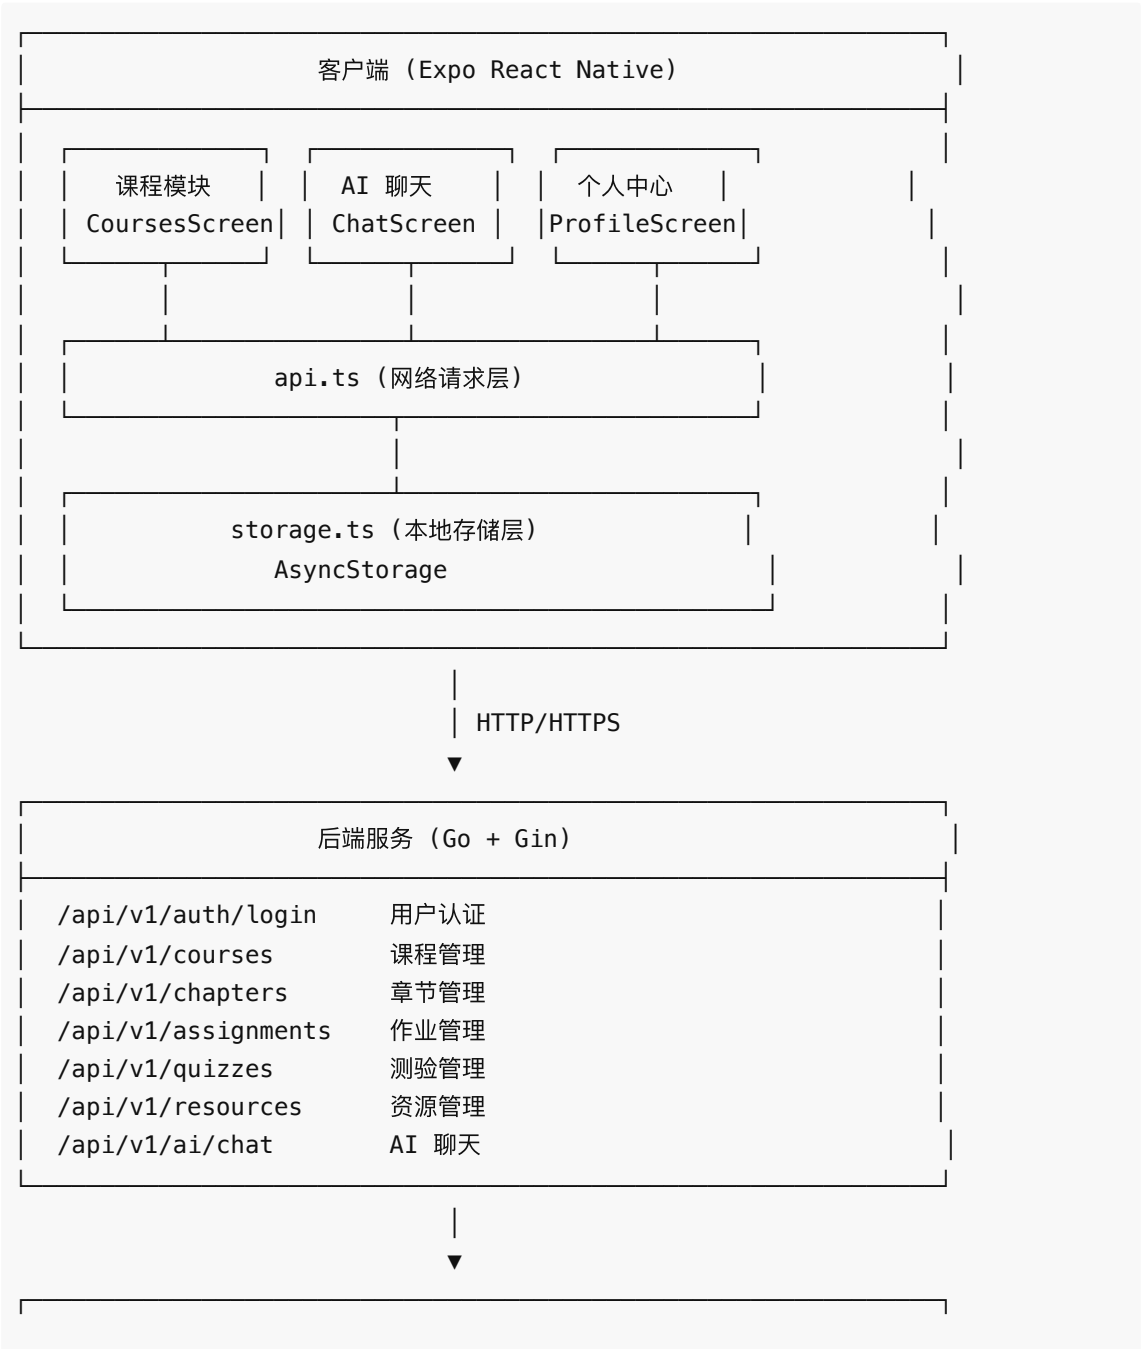 客户端 (Expo React Native)
课程模块 AI 聊天 个人中心
CoursesScreen ChatScreen ProfileScreen
api.ts (网络请求层)
storage.ts (本地存储层)
AsyncStorage
HTTP/HTTPS
后端服务 (Go + Gin)
/api/v1/auth/login 用户认证
/api/v1/courses 课程管理
/api/v1/chapters 章节管理
/api/v1/assignments 作业管理
/api/v1/quizzes 测验管理
/api/v1/resources 资源管理
/api/v1/ai/chat AI 聊天